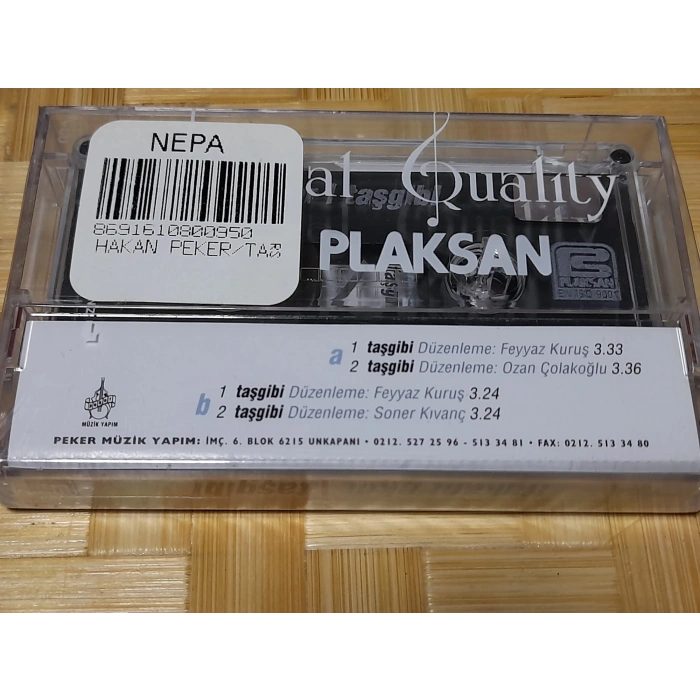 NEPA
8691610800950
HAKAN PEKER/TAŞ
al Quality
taşgibi
PLAKSAN
PLAKSAN
EN ISO 9001
a 1 taşgibi Düzenleme: Feyyaz Kuruş 3.33
2 taşgibi Düzenleme: Ozan Çolakoğlu 3.36
b 1 taşgibi Düzenleme: Feyyaz Kuruş 3.24
2 taşgibi Düzenleme: Soner Kıvanç 3.24
MÜZİK YAPIM
PEKER MÜZİK YAPIM: İMÇ. 6. BLOK 6215 UNKAPANI • 0212. 527 25 96 - 513 34 81 • FAX: 0212. 513 34 80